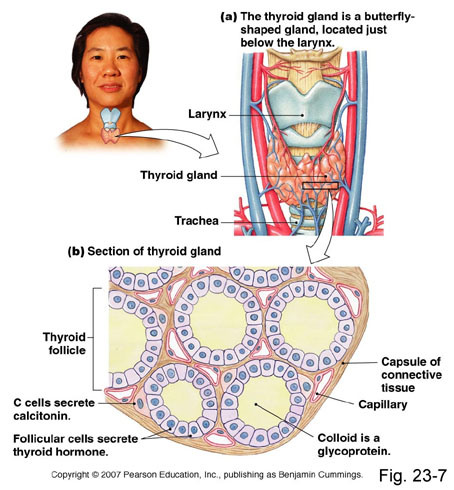 (a) The thyroid gland is a butterfly-
shaped gland, located just
below the larynx.
Larynx
Thyroid gland
Trachea
(b) Section of thyroid gland
Thyroid
follicle
Capsule of
connective
tissue
C cells secrete
calcitonin.
Capillary
Follicular cells secrete
thyroid hormone.
Colloid is a
glycoprotein.
Copyright © 2007 Pearson Education, Inc., publishing as Benjamin Cummings.
Fig. 23-7